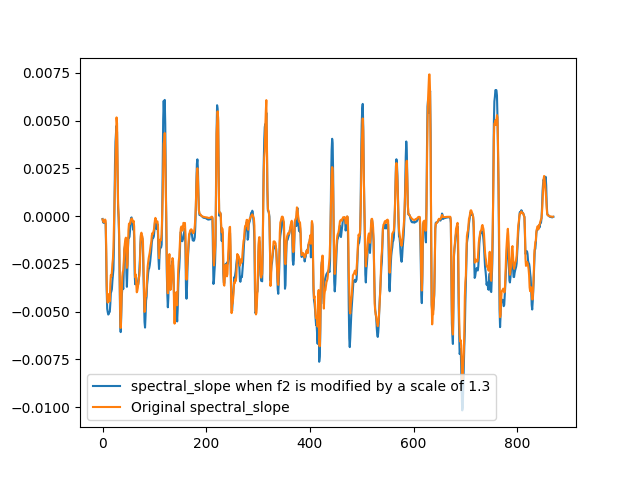 0.0075
0.0050
0.0025
0.0000
−0.0025
−0.0050
−0.0075
−0.0100
spectral_slope when f2 is modified by a scale of 1.3
Original spectral_slope
0 200 400 600 800